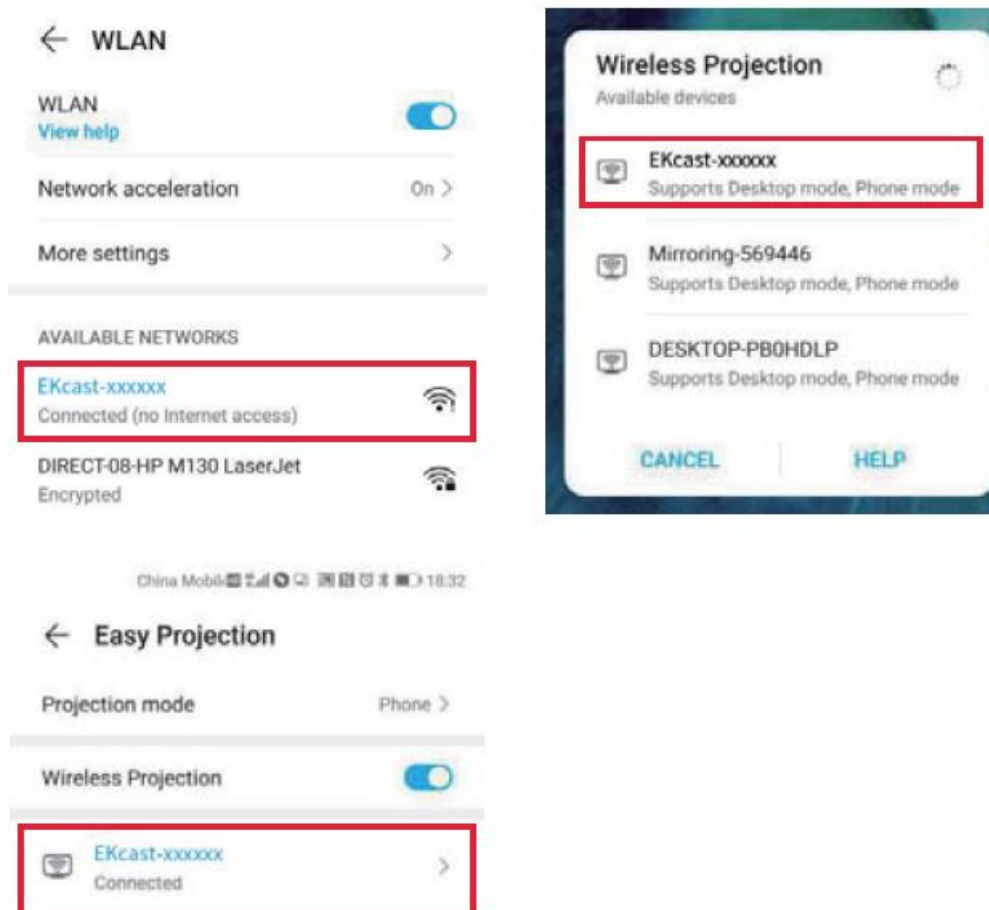 WLAN
WLAN
View help
Network acceleration On
More settings
AVAILABLE NETWORKS
EKcast-xxxxxx
Connected (no Internet access)
DIRECT-08-HP M130 LaserJet
Encrypted
Wireless Projection
Available devices
EKcast-xxxxxx
Supports Desktop mode, Phone mode
Mirroring-569446
Supports Desktop mode, Phone mode
DESKTOP-PB0HDLP
Supports Desktop mode, Phone mode
CANCEL HELP
China Mobil 18:32
Easy Projection
Projection mode Phone
Wireless Projection
EKcast-xxxxxx
Connected